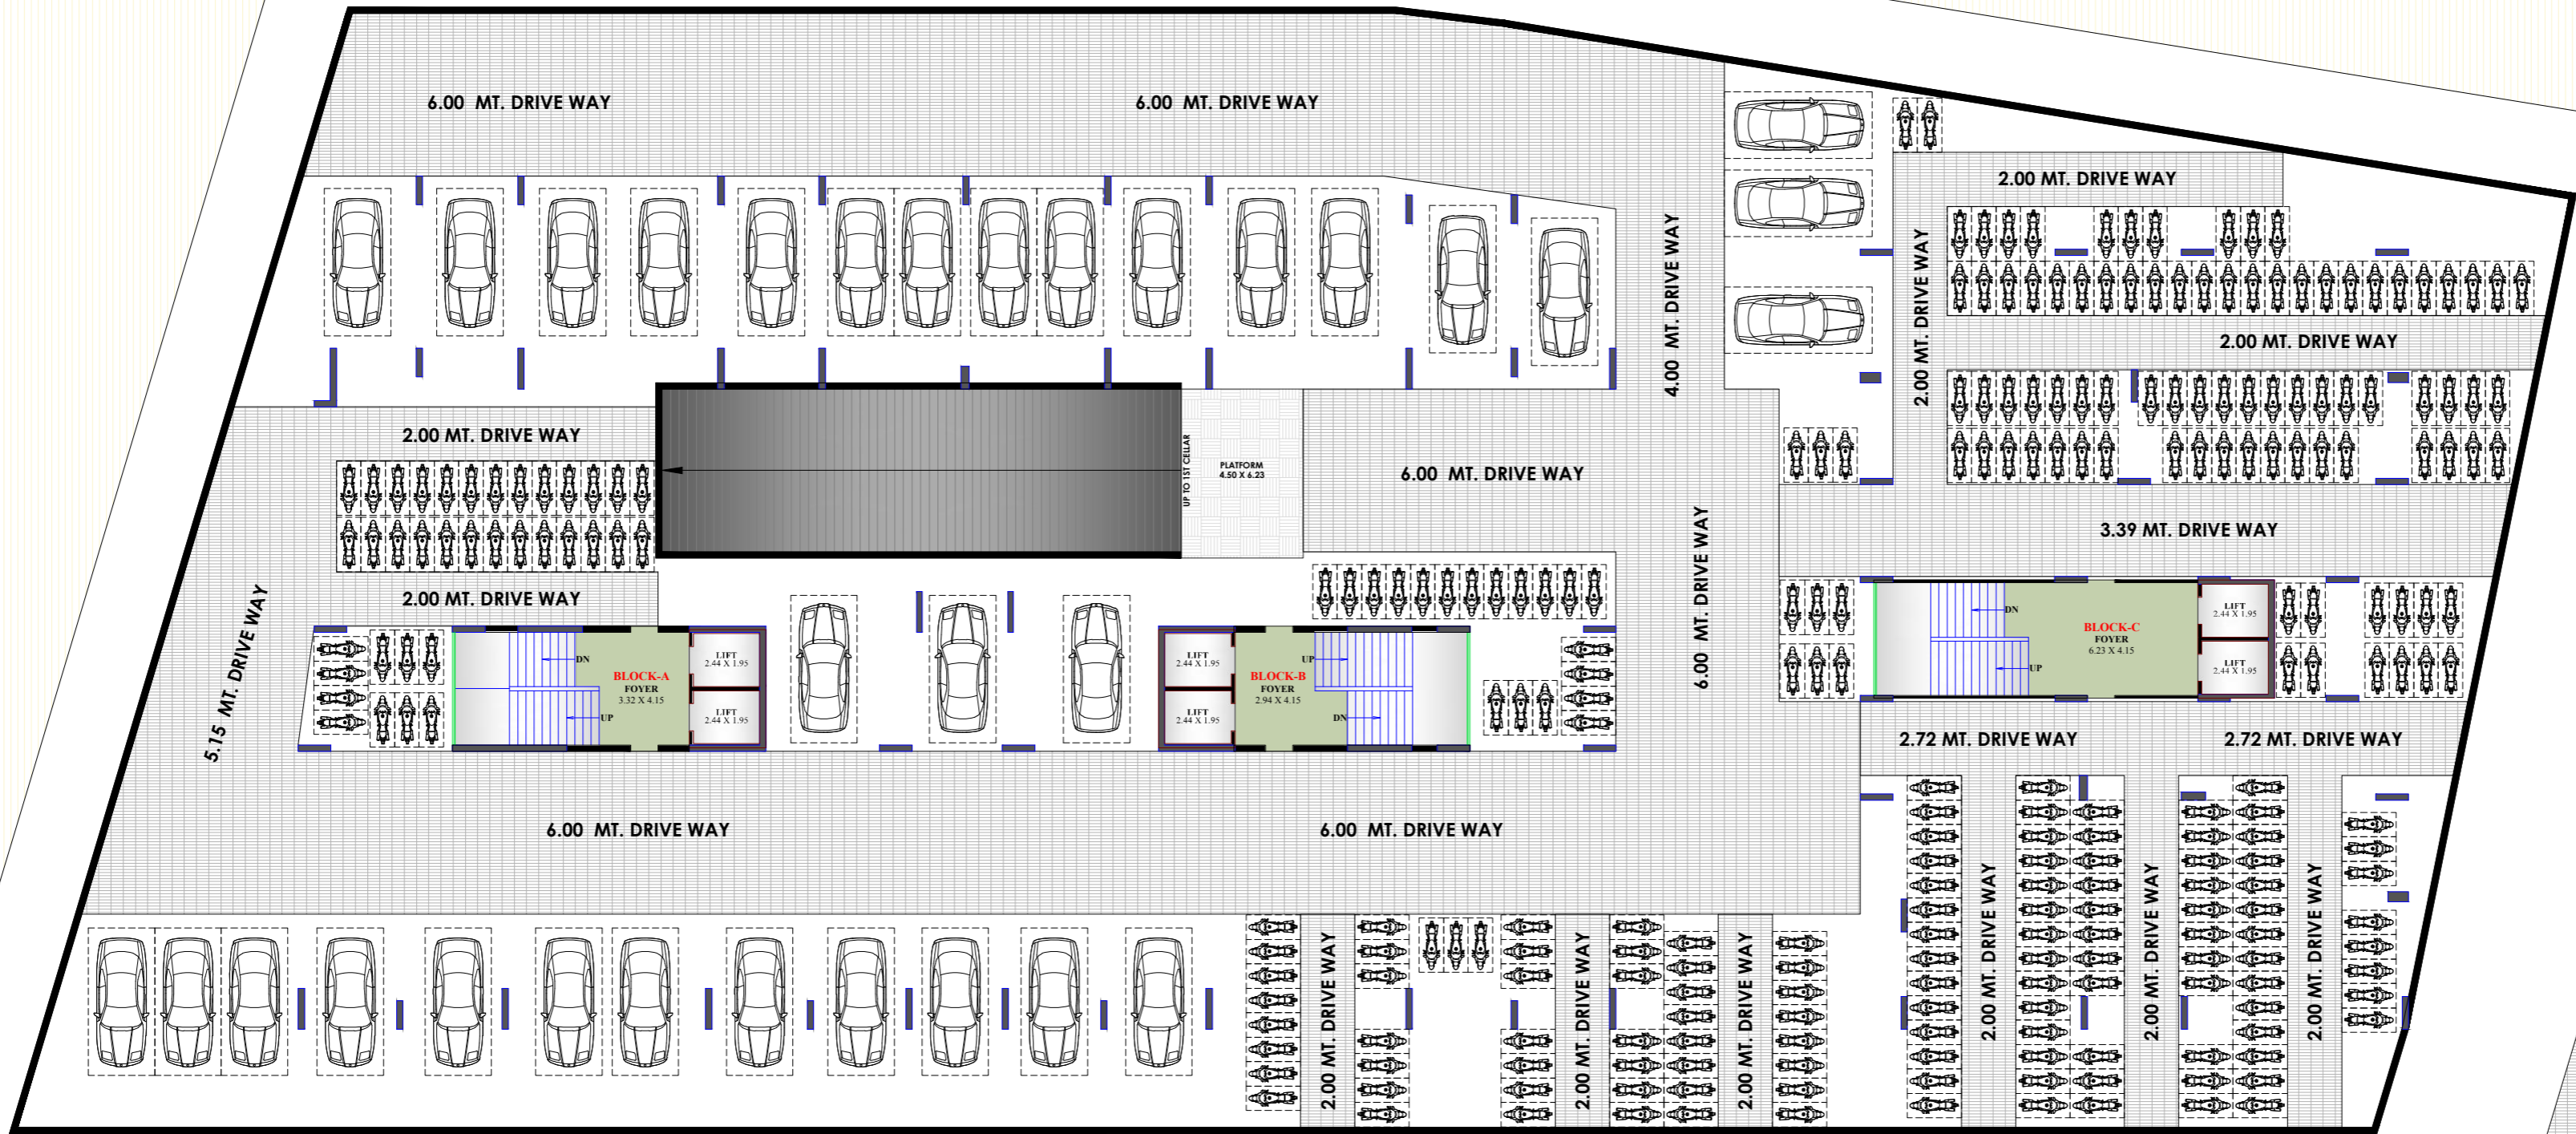 6.00 MT. DRIVE WAY
6.00 MT. DRIVE WAY
2.00 MT. DRIVE WAY
4.00 MT. DRIVE WAY
2.00 MT. DRIVE WAY
2.00 MT. DRIVE WAY
2.00 MT. DRIVE WAY
UP TO 1ST CELLAR
PLATFORM
4.50 X 6.23
6.00 MT. DRIVE WAY
3.39 MT. DRIVE WAY
2.00 MT. DRIVE WAY
5.15 MT. DRIVE WAY
6.00 MT. DRIVE WAY
DN
UP
BLOCK-A
FOYER
3.32 X 4.15
LIFT
2.44 X 1.95
LIFT
2.44 X 1.95
LIFT
2.44 X 1.95
LIFT
2.44 X 1.95
BLOCK-B
FOYER
2.94 X 4.15
UP
DN
DN
UP
BLOCK-C
FOYER
6.23 X 4.15
LIFT
2.44 X 1.95
LIFT
2.44 X 1.95
2.72 MT. DRIVE WAY
2.72 MT. DRIVE WAY
6.00 MT. DRIVE WAY
6.00 MT. DRIVE WAY
2.00 MT. DRIVE WAY
2.00 MT. DRIVE WAY
2.00 MT. DRIVE WAY
2.00 MT. DRIVE WAY
2.00 MT. DRIVE WAY
2.00 MT. DRIVE WAY